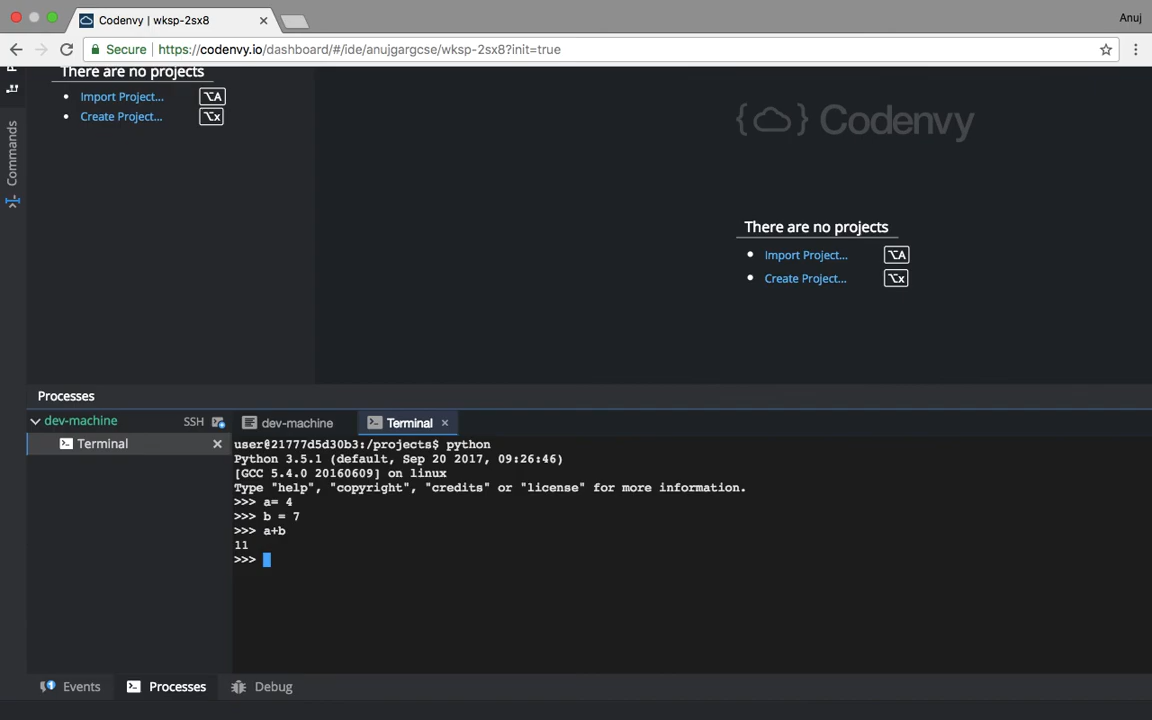 Codenvy | wksp-2sx8
Anuj
Secure https://codenvy.io/dashboard/#/ide/anujgargcse/wksp-2sx8?init=true
There are no projects
Import Project... ⌥A
Create Project... ⌥x
Commands
{ } Codenvy
There are no projects
Import Project... ⌥A
Create Project... ⌥x
Processes
dev-machine SSH
Terminal
dev-machine Terminal
user@21777d5d30b3:/projects$ python
Python 3.5.1 (default, Sep 20 2017, 09:26:46)
[GCC 5.4.0 20160609] on linux
Type "help", "copyright", "credits" or "license" for more information.
>>> a= 4
>>> b = 7
>>> a+b
11
>>>
1 Events Processes Debug